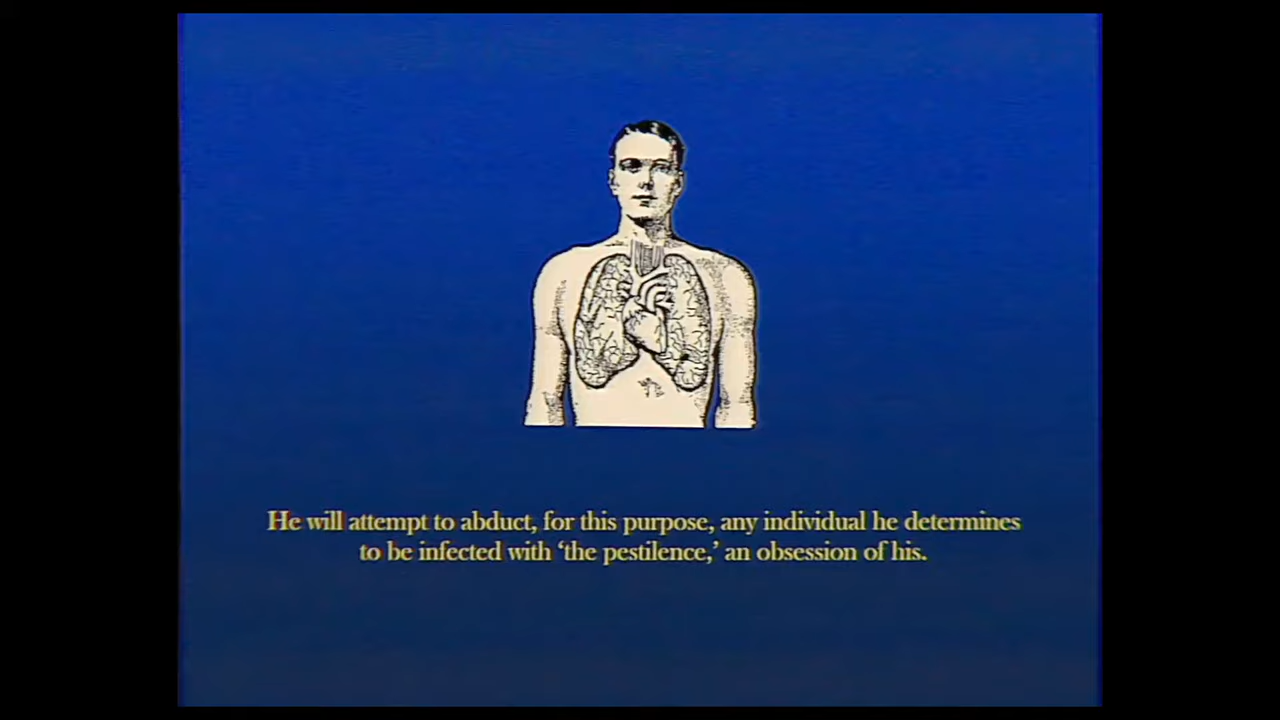 He will attempt to abduct, for this purpose, any individual he determines
to be infected with ‘the pestilence,’ an obsession of his.